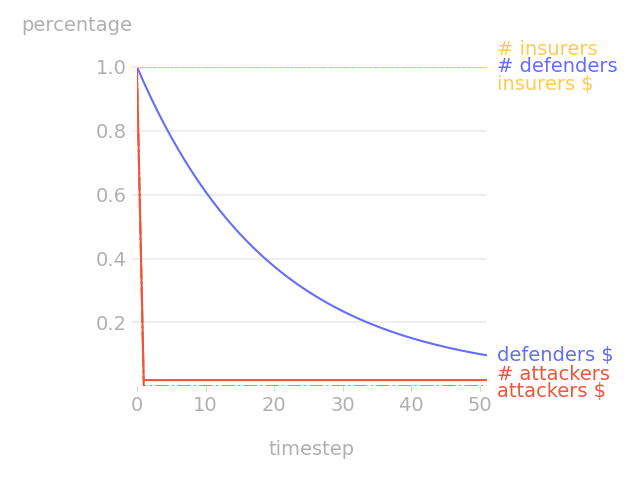 percentage
# insurers
# defenders
insurers $
1.0
0.8
0.6
0.4
0.2
defenders $
# attackers
attackers $
0 10 20 30 40 50
timestep